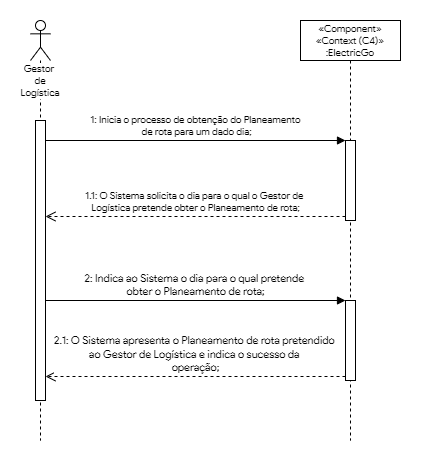 «Component»
«Context (C4)»
:ElectricGo
Gestor
de
Logística
1: Inicia o processo de obtenção do Planeamento
de rota para um dado dia;
1.1: O Sistema solicita o dia para o qual o Gestor de
Logística pretende obter o Planeamento de rota;
2: Indica ao Sistema o dia para o qual pretende
obter o Planeamento de rota;
2.1: O Sistema apresenta o Planeamento de rota pretendido
ao Gestor de Logística e indica o sucesso da
operação;